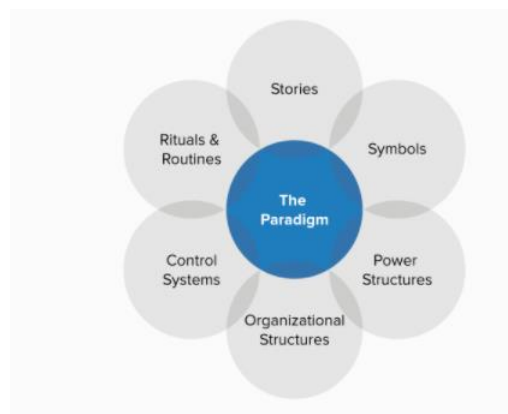 Stories
Symbols
Power
Structures
Organizational
Structures
Control
Systems
Rituals &
Routines
The
Paradigm